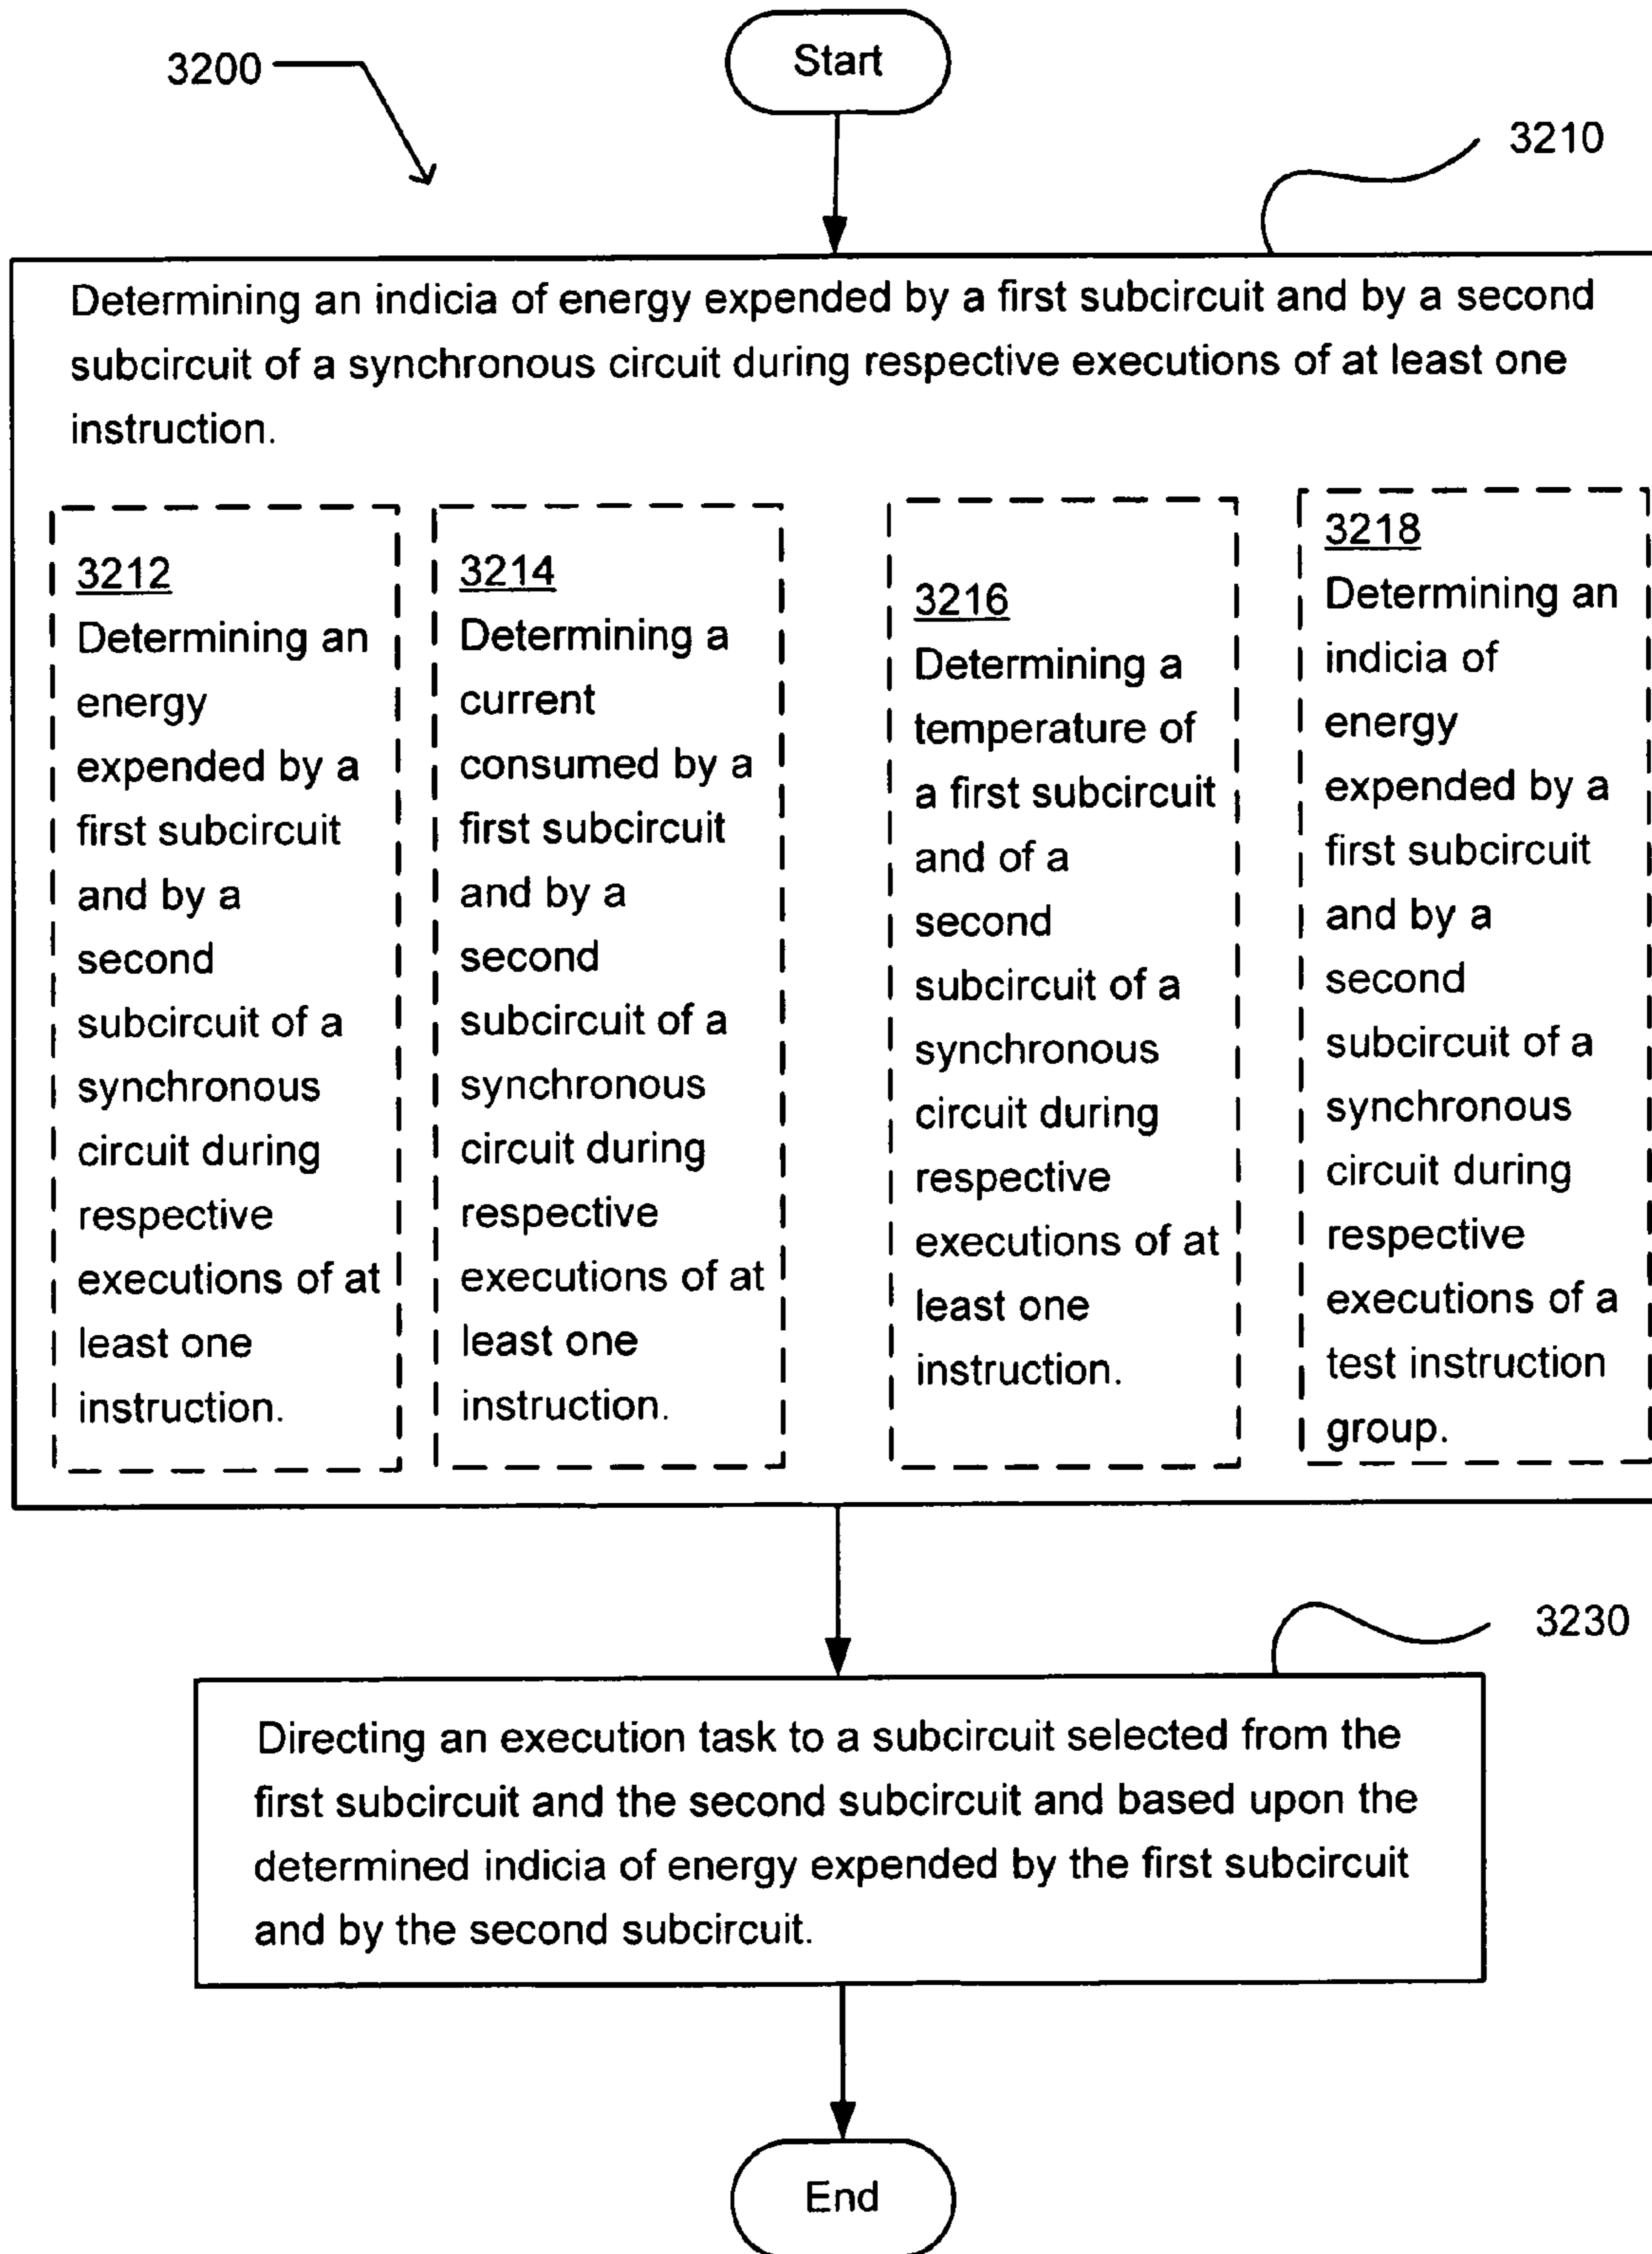 Start
3200
3210
Determining an indicia of energy expended by a first subcircuit and by a second
subcircuit of a synchronous circuit during respective executions of at least one
instruction.
3212
Determining an
energy
expended by a
first subcircuit
and by a
second
subcircuit of a
synchronous
circuit during
respective
executions of at
least one
instruction.
3214
Determining a
current
consumed by a
first subcircuit
and by a
second
subcircuit of a
synchronous
circuit during
respective
executions of at
least one
instruction.
3216
Determining a
temperature of
a first subcircuit
and of a
second
subcircuit of a
synchronous
circuit during
respective
executions of at
least one
instruction.
3218
Determining an
indicia of
energy
expended by a
first subcircuit
and by a
second
subcircuit of a
synchronous
circuit during
respective
executions of a
test instruction
group.
3230
Directing an execution task to a subcircuit selected from the
first subcircuit and the second subcircuit and based upon the
determined indicia of energy expended by the first subcircuit
and by the second subcircuit.
End